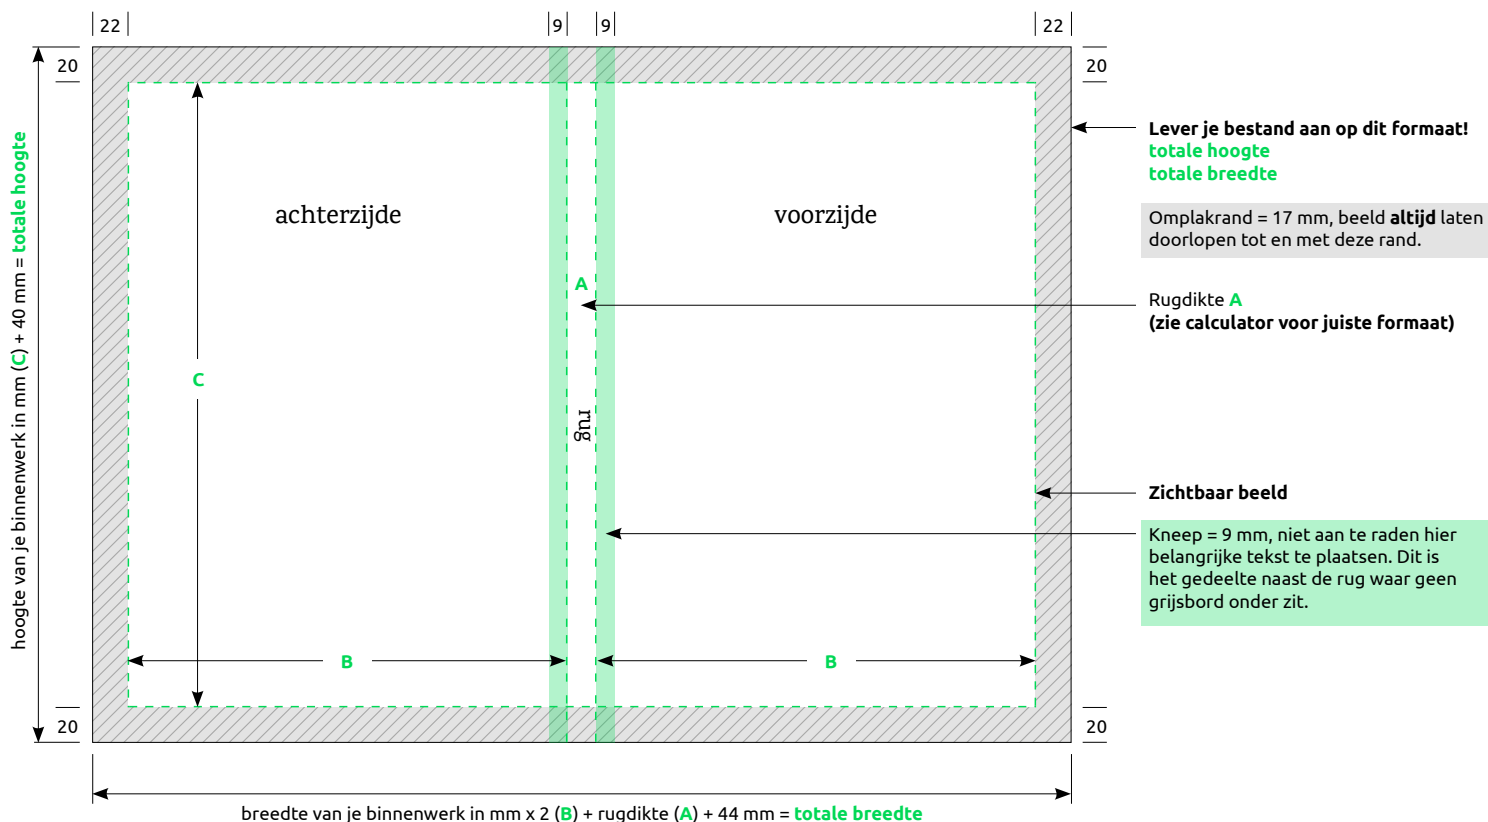 22
9
9
22
20
20
Lever je bestand aan op dit formaat!
totale hoogte
totale breedte
achterzijde
voorzijde
Omplakrand = 17 mm, beeld altijd laten
doorlopen tot en met deze rand.
A
Rugdikte A
(zie calculator voor juiste formaat)
hoogte van je binnenwerk in mm (C) + 40 mm = totale hoogte
C
rug
Zichtbaar beeld
Kneep = 9 mm, niet aan te raden hier
belangrijke tekst te plaatsen. Dit is
het gedeelte naast de rug waar geen
grijsbord onder zit.
B
B
20
20
breedte van je binnenwerk in mm x 2 (B) + rugdikte (A) + 44 mm = totale breedte